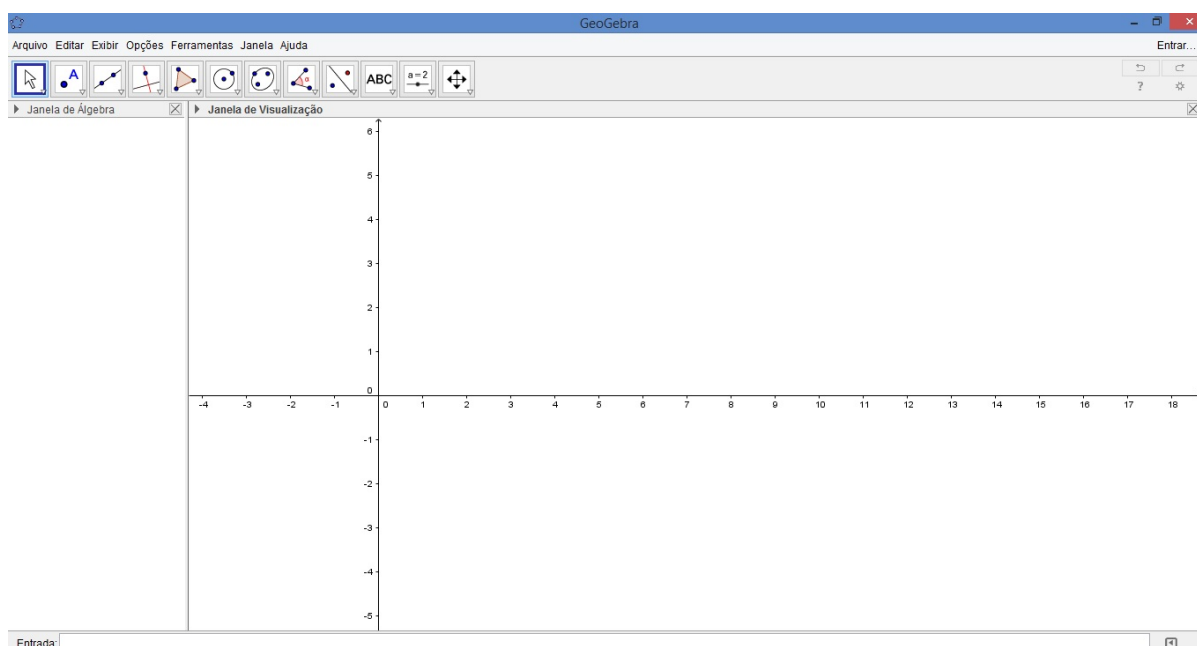 GeoGebra
Arquivo Editar Exibir Opções Ferramentas Janela Ajuda Entrar...
A α ABC a=2 ?
Janela de Álgebra Janela de Visualização
6
5
4
3
2
1
0
-4 -3 -2 -1 0 1 2 3 4 5 6 7 8 9 10 11 12 13 14 15 16 17 18
-1
-2
-3
-4
-5
Entrada: